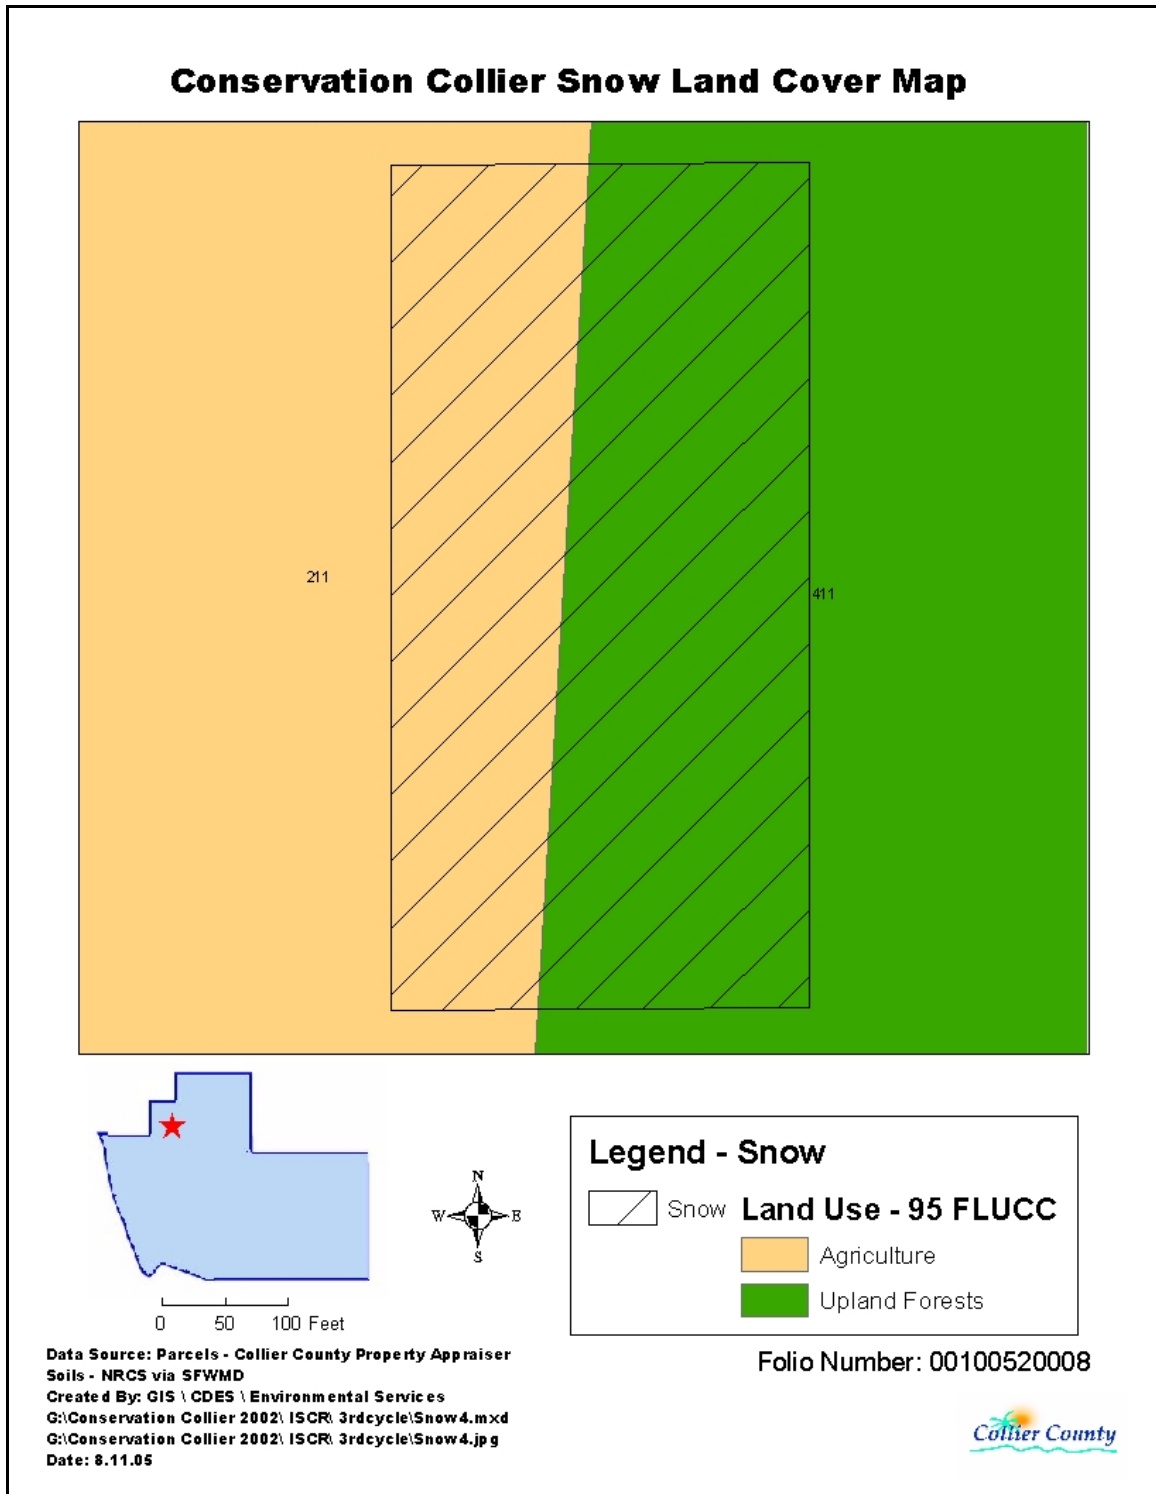 Conservation Collier Snow Land Cover Map
211
411
N
W E
S
0 50 100 Feet
Legend - Snow
Snow Land Use - 95 FLUCC
Agriculture
Upland Forests
Data Source: Parcels - Collier County Property Appraiser
Soils - NRCS via SFWMD
Created By: GIS \ CDES \ Environmental Services
G:\Conservation Collier 2002\ ISCR\ 3rdcycle\Snow4.mxd
G:\Conservation Collier 2002\ ISCR\ 3rdcycle\Snow4.jpg
Date: 8.11.05
Folio Number: 00100520008
Collier County